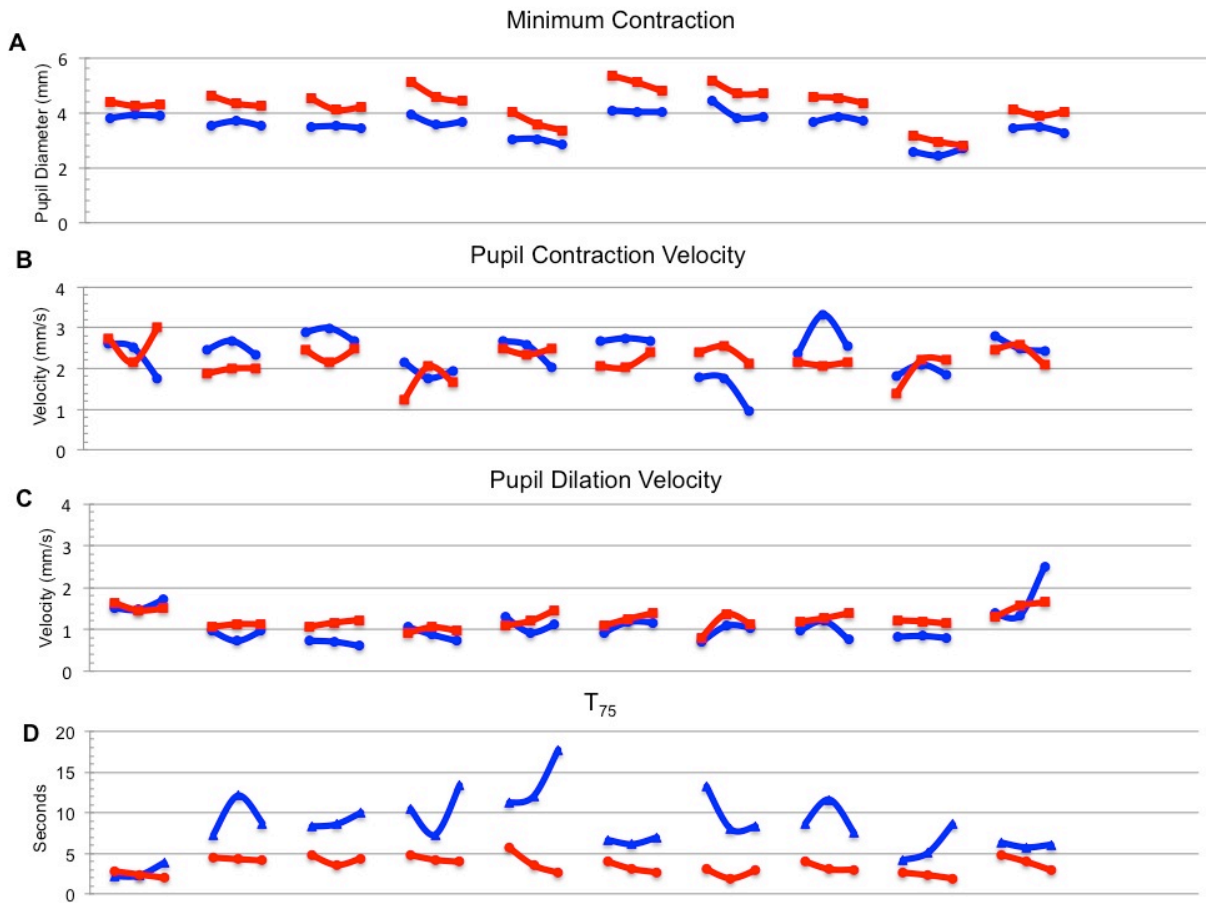 Minimum Contraction
A
Pupil Diameter (mm)
6
4
2
0
Pupil Contraction Velocity
B
Velocity (mm/s)
4
3
2
1
0
Pupil Dilation Velocity
C
Velocity (mm/s)
4
3
2
1
0
T75
D
Seconds
20
15
10
5
0